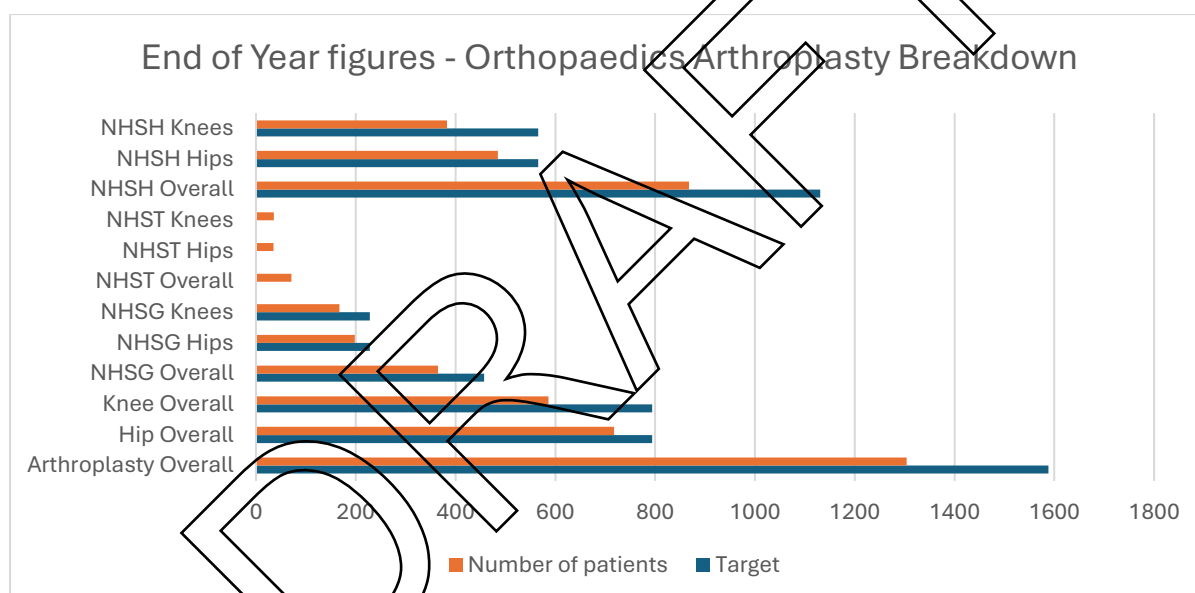 End of Year figures - Orthopaedics Arthroplasty Breakdown
NHSH Knees
NHSH Hips
NHSH Overall
NHST Knees
NHST Hips
NHST Overall
NHSG Knees
NHSG Hips
NHSG Overall
Knee Overall
Hip Overall
Arthroplasty Overall
0 200 400 600 800 1000 1200 1400 1600 1800
Number of patients Target
DRAF